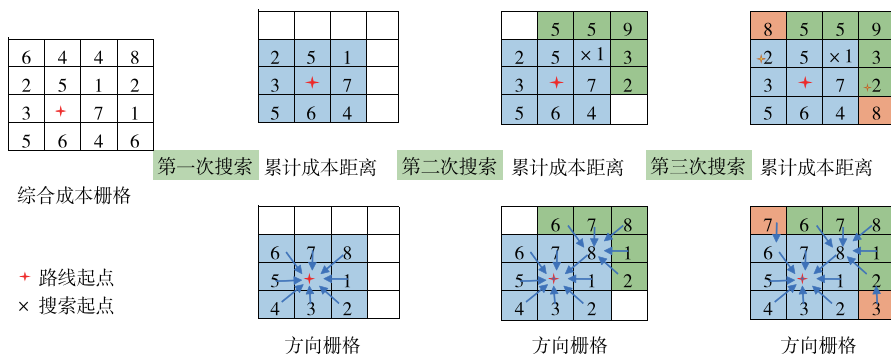 6 4 4 8
2 5 1 2
3 7 1
5 6 4 6
综合成本栅格
路线起点
× 搜索起点
第一次搜索
2 5 1
3 7
5 6 4
累计成本距离
6 7 8
5 1
4 3 2
方向栅格
第二次搜索
5 5 9
2 5 ×1 3
3 7 2
5 6 4
累计成本距离
6 7 8
6 7 8 1
5 1 2
4 3 2
方向栅格
第三次搜索
8 5 5 9
2 5 ×1 3
3 7 2
5 6 4 8
累计成本距离
7 6 7 8
6 7 8 1
5 1 2
4 3 2 3
方向栅格